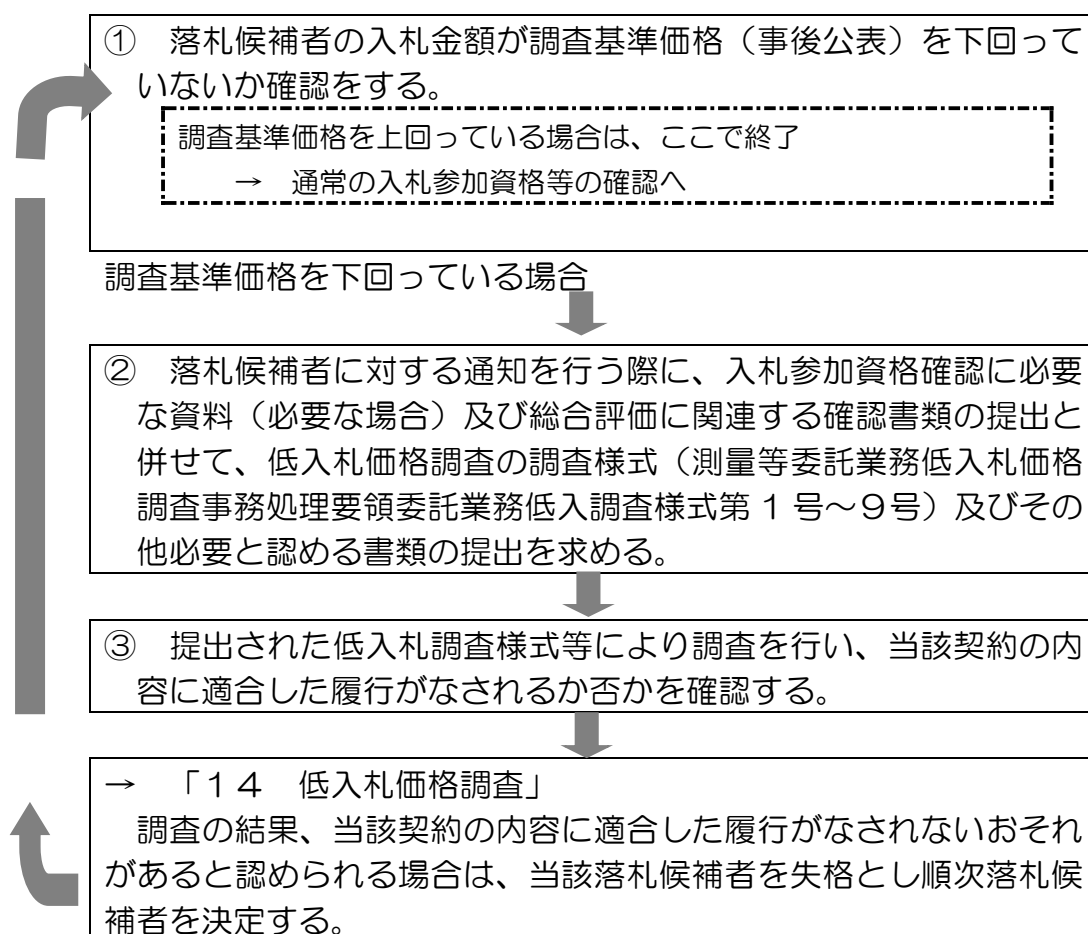 ① 落札候補者の入札金額が調査基準価格（事後公表）を下回って
いないか確認をする。
調査基準価格を上回っている場合は、ここで終了
→ 通常の入札参加資格等の確認へ
調査基準価格を下回っている場合
② 落札候補者に対する通知を行う際に、入札参加資格確認に必要
な資料（必要な場合）及び総合評価に関連する確認書類の提出と
併せて、低入札価格調査の調査様式（測量等委託業務低入札価格
調査事務処理要領委託業務低入調査様式第１号～９号）及びその
他必要と認める書類の提出を求める。
③ 提出された低入札調査様式等により調査を行い、当該契約の内
容に適合した履行がなされるか否かを確認する。
→ 「１４ 低入札価格調査」
調査の結果、当該契約の内容に適合した履行がなされないおそれ
があると認められる場合は、当該落札候補者を失格とし順次落札候
補者を決定する。